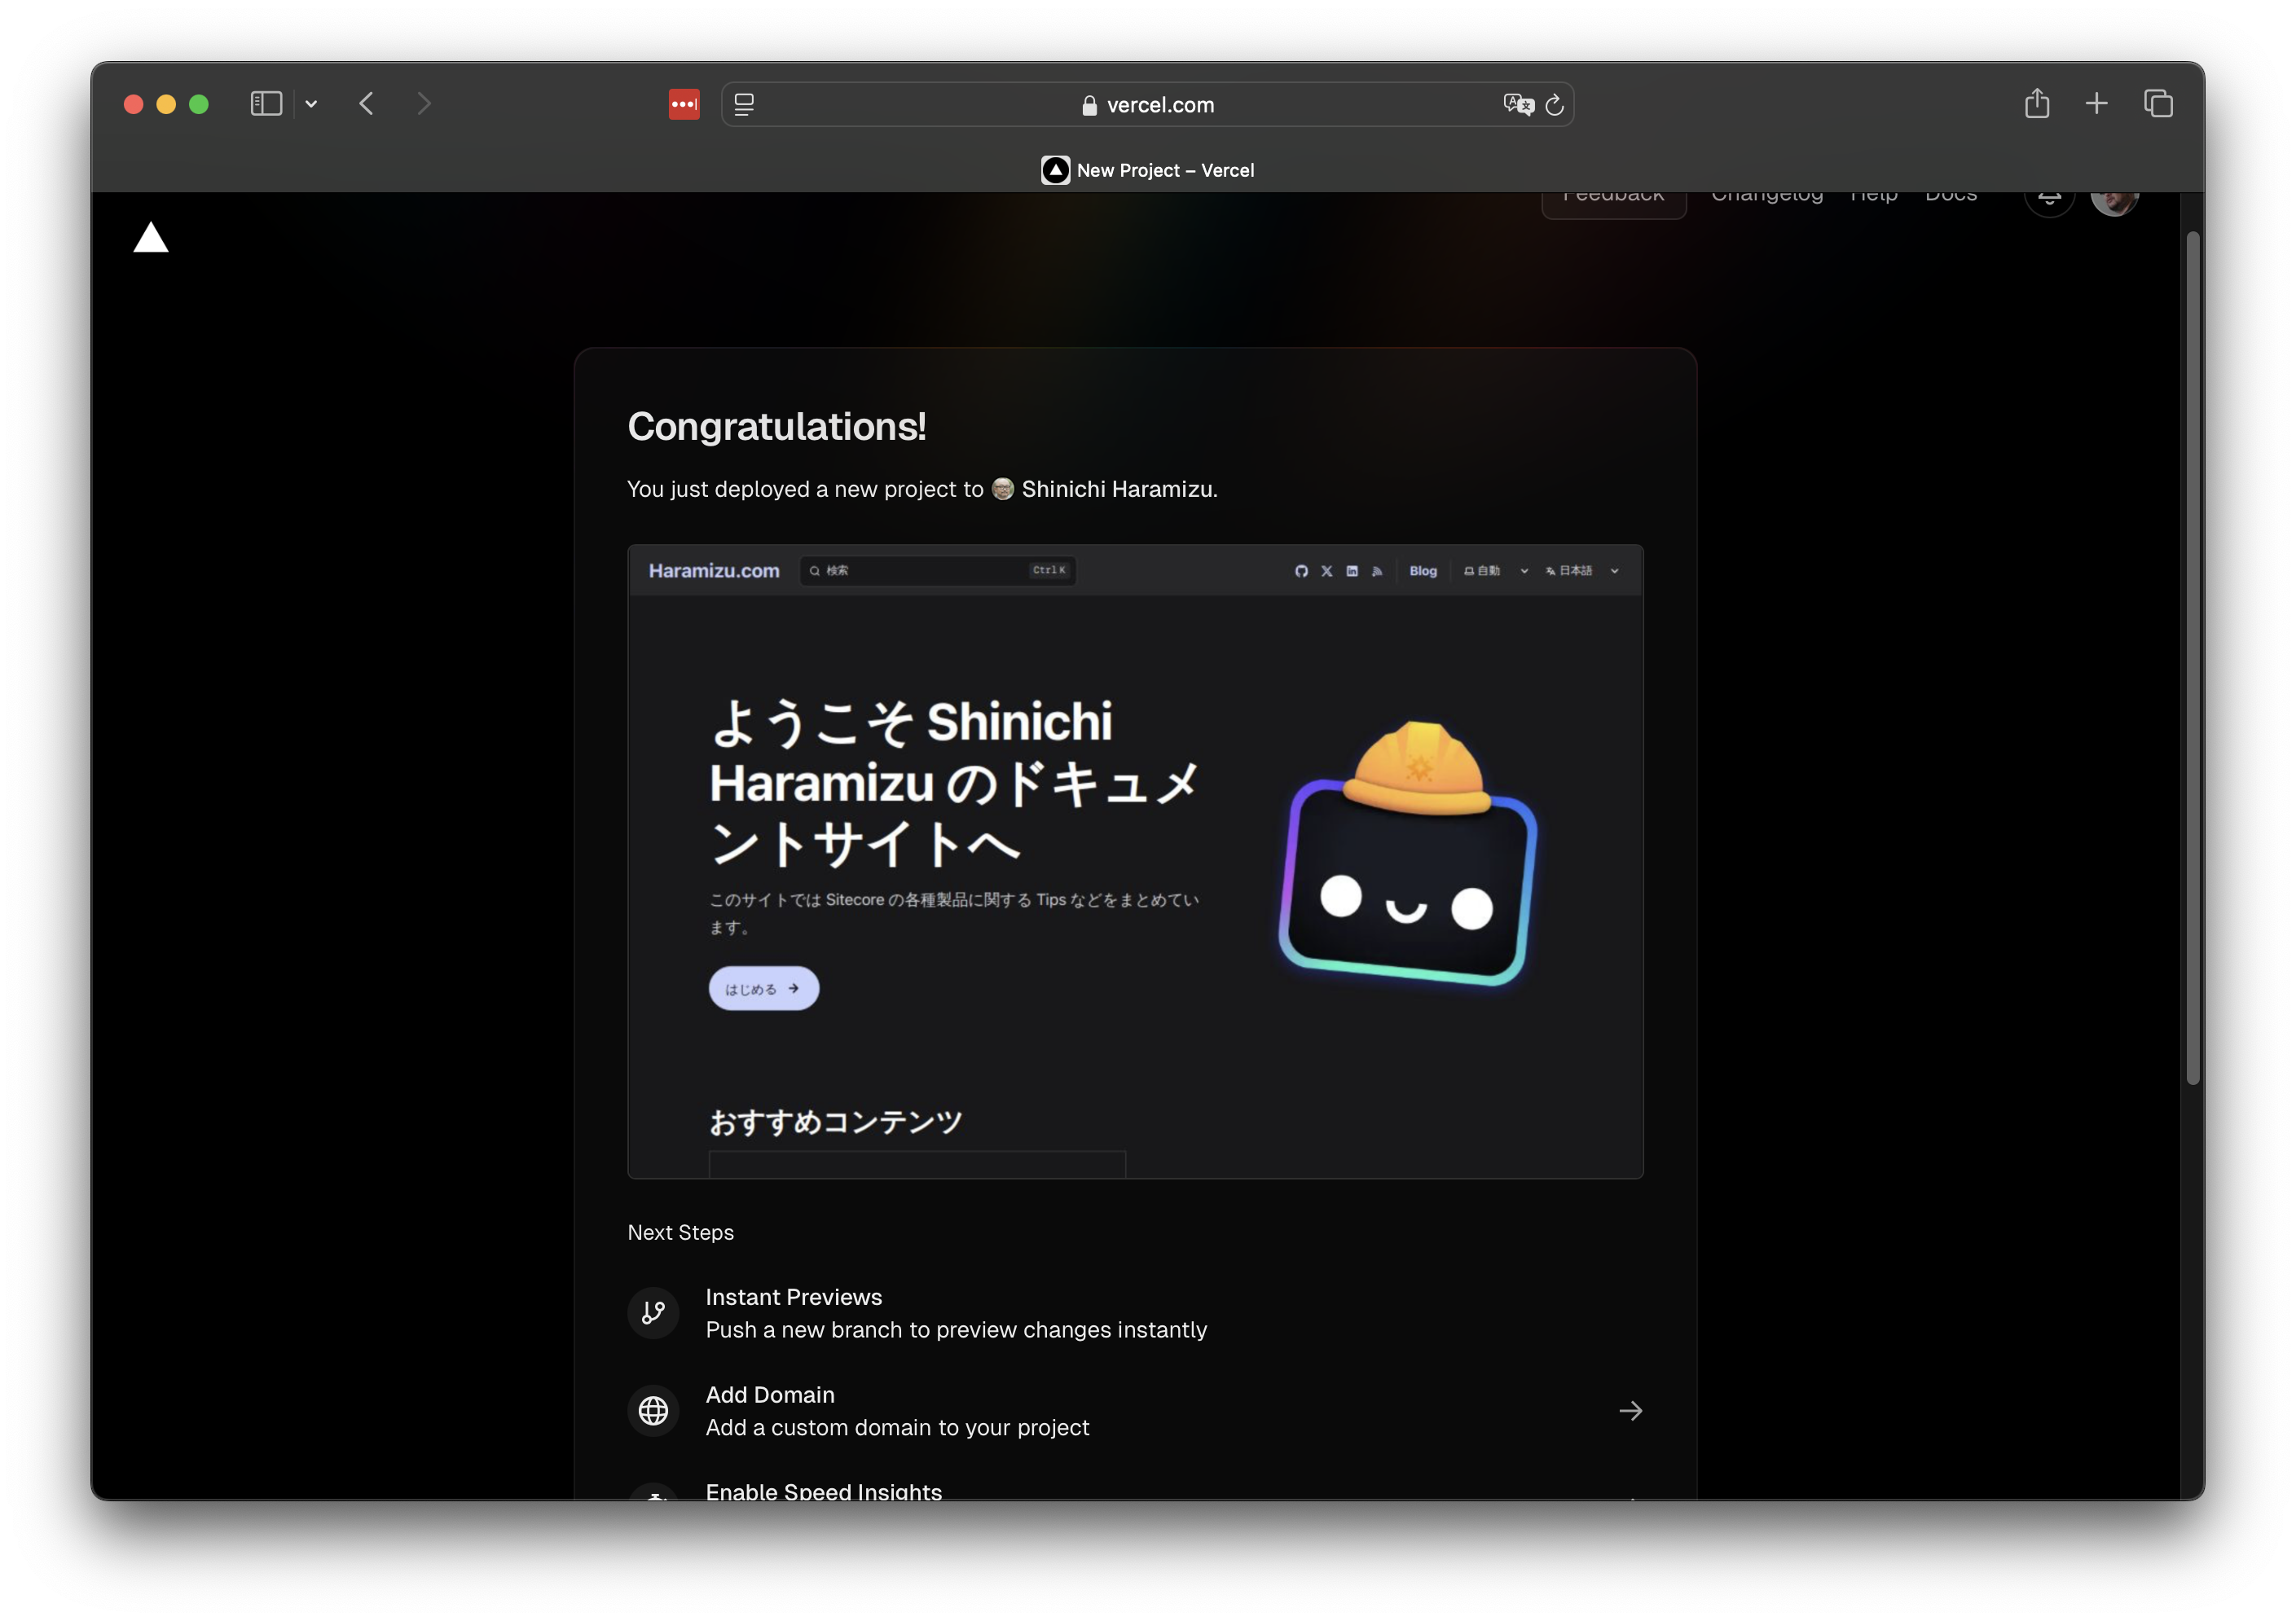 vercel.com
New Project – Vercel
Feedback Changelog Help Docs
Congratulations!
You just deployed a new project to Shinichi Haramizu.
Haramizu.com 検索 Ctrl K Blog 自動 日本語
ようこそ Shinichi
Haramizu のドキュメ
ントサイトへ
このサイトでは Sitecore の各種製品に関する Tips などをまとめてい
ます。
はじめる
おすすめコンテンツ
Next Steps
Instant Previews
Push a new branch to preview changes instantly
Add Domain
Add a custom domain to your project
Enable Speed Insights